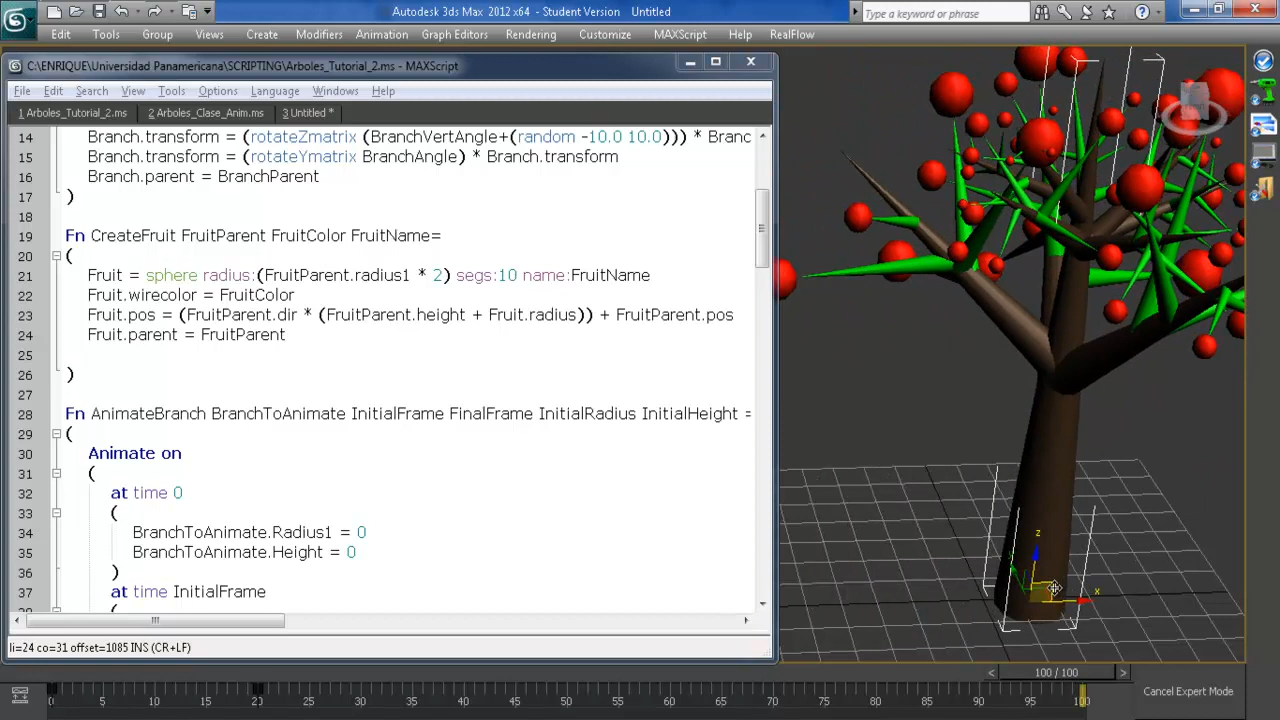 Autodesk 3ds Max 2012 x64 - Student Version Untitled
Type a keyword or phrase
Edit Tools Group Views Create Modifiers Animation Graph Editors Rendering Customize MAXScript Help RealFlow
C:\ENRIQUE\Universidad Panamericana\SCRIPTING\Arboles_Tutorial_2.ms - MAXScript
File Edit Search View Tools Options Language Windows Help
1 Arboles_Tutorial_2.ms 2 Arboles_Clase_Anim.ms 3 Untitled *
14 Branch.transform = (rotateZmatrix (BranchVertAngle+(random -10.0 10.0))) * Branc
15 Branch.transform = (rotateYmatrix BranchAngle) * Branch.transform
16 Branch.parent = BranchParent
17 )
18
19 Fn CreateFruit FruitParent FruitColor FruitName=
20 (
21 Fruit = sphere radius:(FruitParent.radius1 * 2) segs:10 name:FruitName
22 Fruit.wirecolor = FruitColor
23 Fruit.pos = (FruitParent.dir * (FruitParent.height + Fruit.radius)) + FruitParent.pos
24 Fruit.parent = FruitParent
25
26 )
27
28 Fn AnimateBranch BranchToAnimate InitialFrame FinalFrame InitialRadius InitialHeight =
29 (
30 Animate on
31 (
32 at time 0
33 (
34 BranchToAnimate.Radius1 = 0
35 BranchToAnimate.Height = 0
36 )
37 at time InitialFrame
li=24 co=31 offset=1085 INS (CR+LF)
z
x
< 100 / 100 >
0 5 10 15 20 25 30 35 40 45 50 55 60 65 70 75 80 85 90 95 100
Cancel Expert Mode